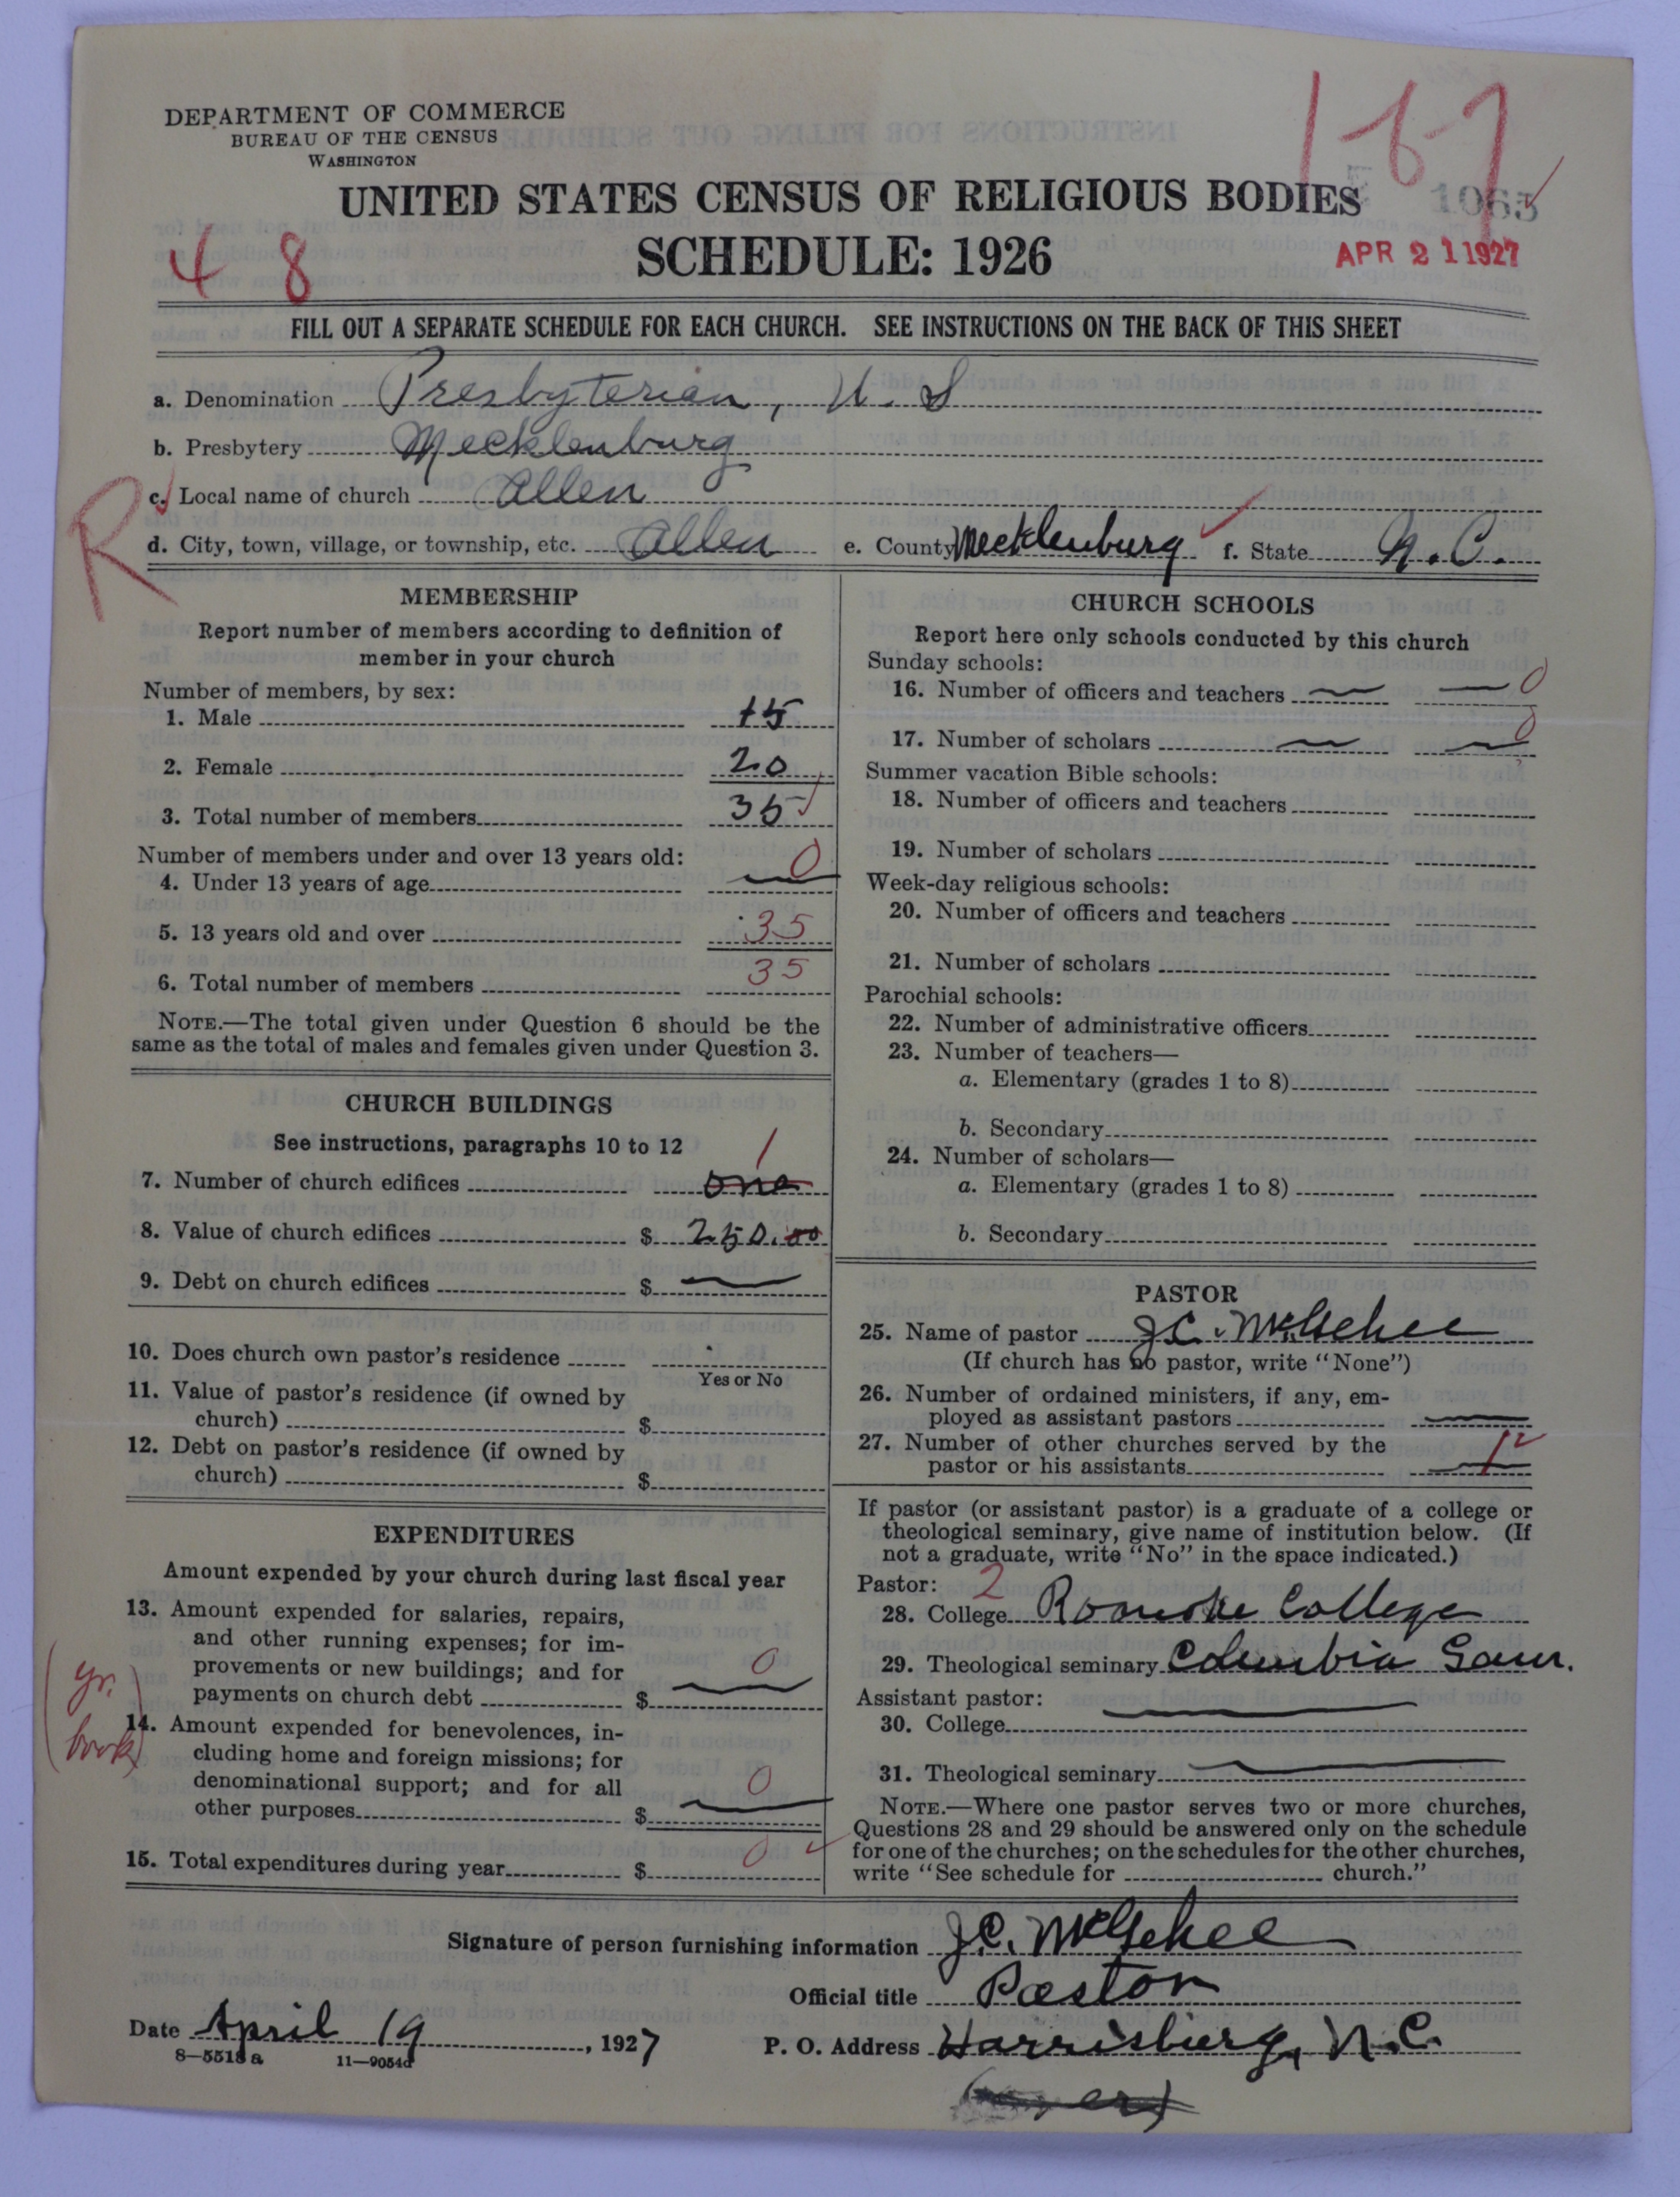 DEPARTMENT OF COMMERCE
BUREAU OF THE CENSUS
WASHINGTON
167
1065
UNITED STATES CENSUS OF RELIGIOUS BODIES
4 8
SCHEDULE: 1926
APR 21 1927
FILL OUT A SEPARATE SCHEDULE FOR EACH CHURCH. SEE INSTRUCTIONS ON THE BACK OF THIS SHEET
a. Denomination Presbyterian, U. S
b. Presbytery Mecklenburg
R
c. Local name of church Allen
d. City, town, village, or township, etc. Allen e. County Mecklenburg f. State N.C.
MEMBERSHIP
Report number of members according to definition of
member in your church
Number of members, by sex:
1. Male 15
2. Female 20
3. Total number of members 35
Number of members under and over 13 years old:
4. Under 13 years of age 0
5. 13 years old and over 35
6. Total number of members 35
NOTE.—The total given under Question 6 should be the
same as the total of males and females given under Question 3.
CHURCH BUILDINGS
See instructions, paragraphs 10 to 12
1
7. Number of church edifices one
8. Value of church edifices $ 250.00
9. Debt on church edifices $ —
10. Does church own pastor's residence
Yes or No
11. Value of pastor's residence (if owned by
church) $
12. Debt on pastor's residence (if owned by
church) $
EXPENDITURES
Amount expended by your church during last fiscal year
13. Amount expended for salaries, repairs,
and other running expenses; for im-
provements or new buildings; and for
payments on church debt $ 0
(yr. book)
14. Amount expended for benevolences, in-
cluding home and foreign missions; for
denominational support; and for all
other purposes $ 0
15. Total expenditures during year $ 0
CHURCH SCHOOLS
Report here only schools conducted by this church
Sunday schools:
16. Number of officers and teachers — — 0
17. Number of scholars — — 0
Summer vacation Bible schools:
18. Number of officers and teachers
19. Number of scholars
Week-day religious schools:
20. Number of officers and teachers
21. Number of scholars
Parochial schools:
22. Number of administrative officers
23. Number of teachers—
a. Elementary (grades 1 to 8)
b. Secondary
24. Number of scholars—
a. Elementary (grades 1 to 8)
b. Secondary
PASTOR
25. Name of pastor J.C. McGehee
(If church has no pastor, write "None")
26. Number of ordained ministers, if any, em-
ployed as assistant pastors —
27. Number of other churches served by the
pastor or his assistants — 1
If pastor (or assistant pastor) is a graduate of a college or
theological seminary, give name of institution below. (If
not a graduate, write "No" in the space indicated.)
Pastor: 2
28. College Roanoke College
29. Theological seminary Columbia Sem.
Assistant pastor: —
30. College
31. Theological seminary —
NOTE.—Where one pastor serves two or more churches,
Questions 28 and 29 should be answered only on the schedule
for one of the churches; on the schedules for the other churches,
write "See schedule for church."
Signature of person furnishing information J.C. McGehee
Official title Pastor
Date April 19, 1927 P. O. Address Harrisburg, N.C.
8—5518a 11—9054d